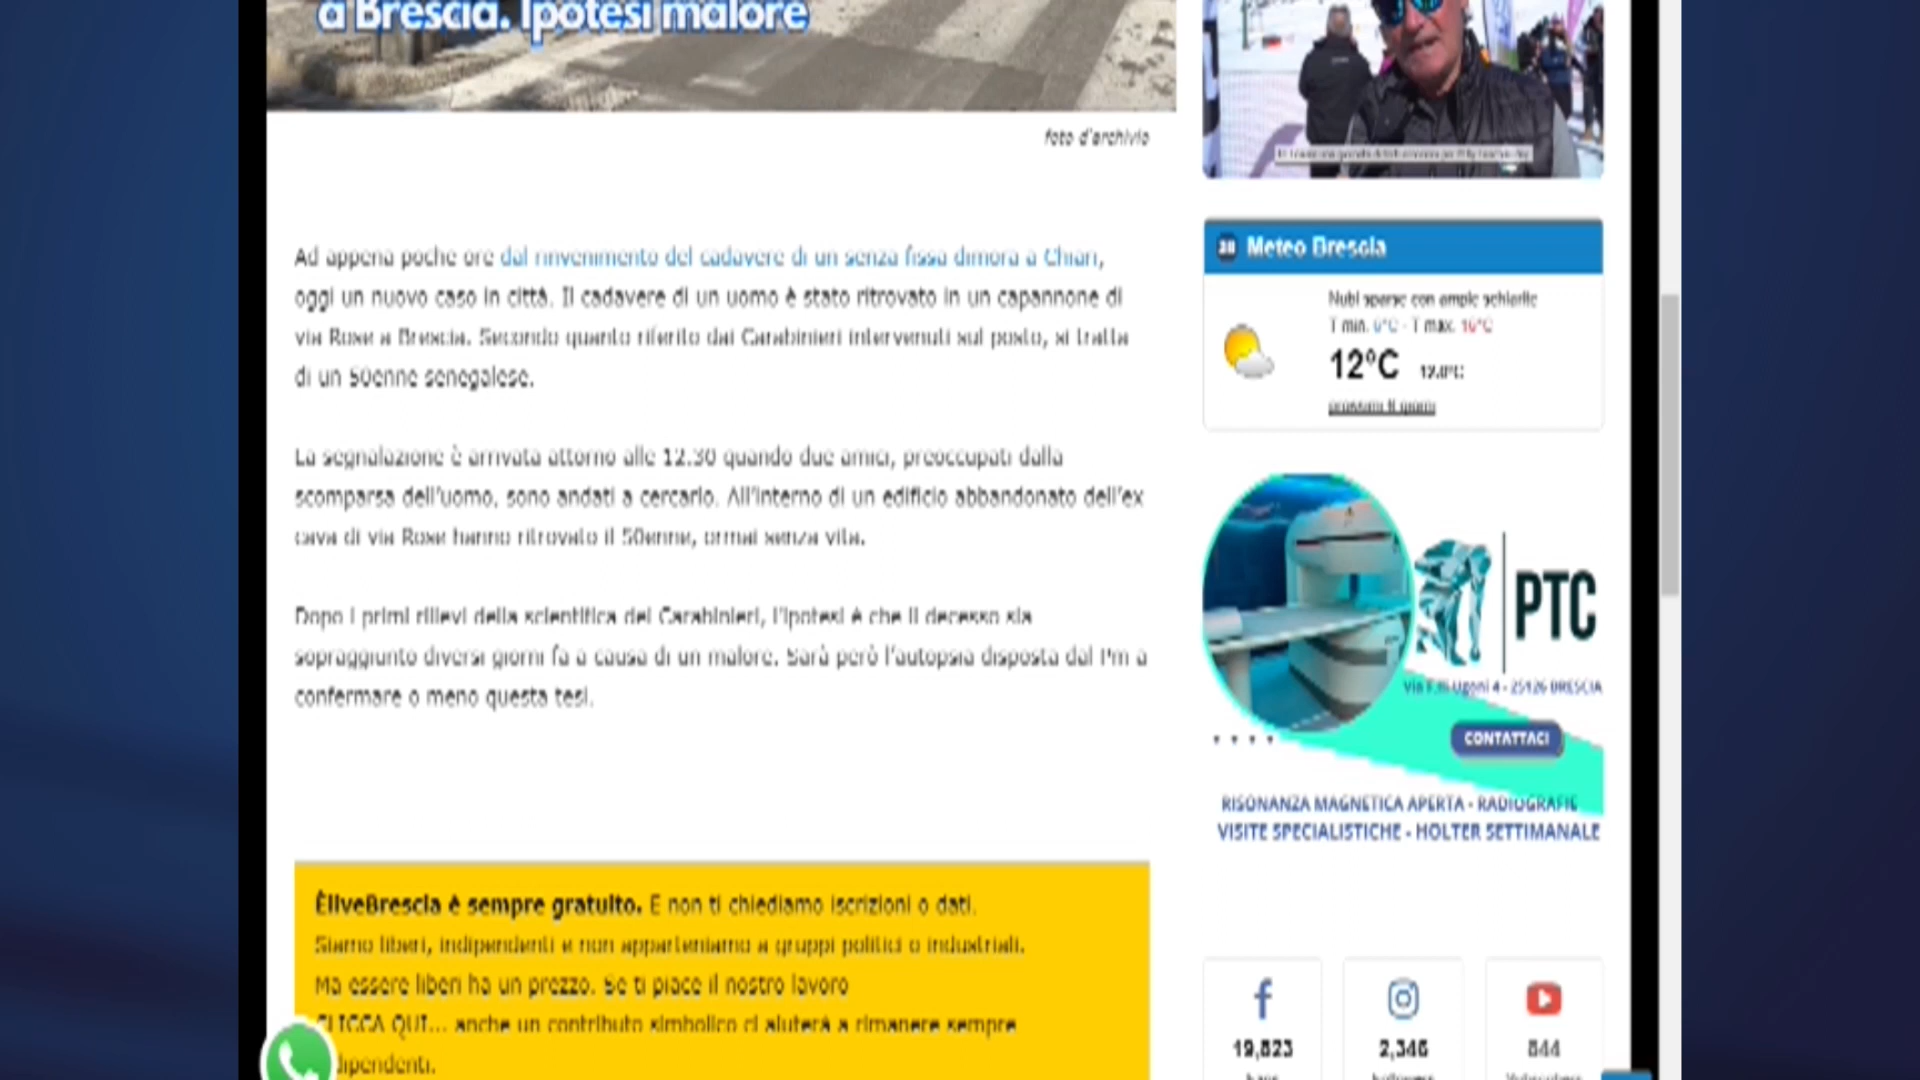 a Brescia. Ipotesi malore
foto d'archivio
Ad appena poche ore dal rinvenimento del cadavere di un senza fissa dimora a Chiari,
oggi un nuovo caso in città. Il cadavere di un uomo è stato ritrovato in un capannone di
via Rose a Brescia. Secondo quanto riferito dai Carabinieri intervenuti sul posto, si tratta
di un 50enne senegalese.
La segnalazione è arrivata attorno alle 12.30 quando due amici, preoccupati dalla
scomparsa dell'uomo, sono andati a cercarlo. All'interno di un edificio abbandonato dell'ex
cava di via Rose hanno ritrovato il 50enne, ormai senza vita.
Dopo i primi rilievi della scientifica dei Carabinieri, l'ipotesi è che il decesso sia
sopraggiunto diversi giorni fa a causa di un malore. Sarà però l'autopsia disposta dal Pm a
confermare o meno questa tesi.
ÈliveBrescia è sempre gratuito. E non ti chiediamo iscrizioni o dati.
Siamo liberi, indipendenti e non apparteniamo a gruppi politici o industriali.
Ma essere liberi ha un prezzo. Se ti piace il nostro lavoro
CLICCA QUI... anche un contributo simbolico ci aiuterà a rimanere sempre
dipendenti.
Meteo Brescia
Nubi sparse con ampie schiarite
T min. 0°C - T max.
12°C
PTC
25126 BRESCIA
CONTATTACI
RISONANZA MAGNETICA APERTA - RADIOGRAFIE
VISITE SPECIALISTICHE - HOLTER SETTIMANALE
19,823
2,346
844